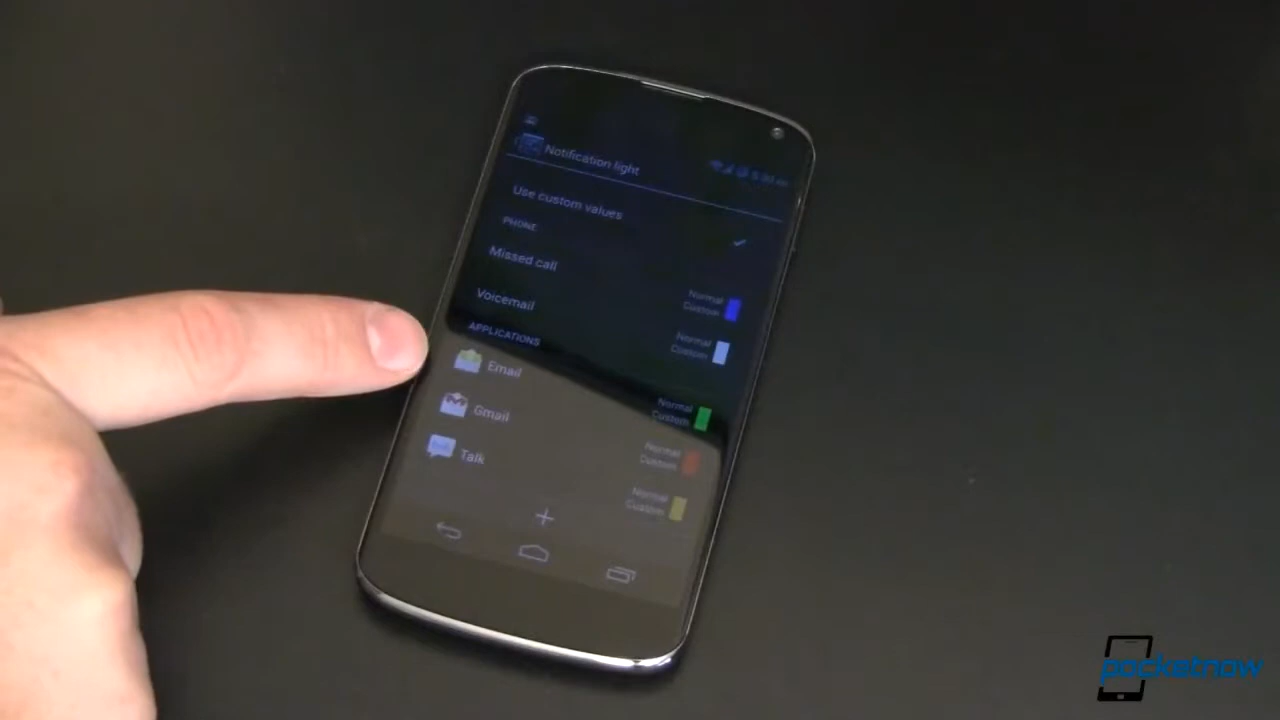 Notification light
Use custom values
PHONE
Missed call
Normal
Custom
Voicemail
Normal
Custom
APPLICATIONS
Email
Normal
Custom
Gmail
Normal
Custom
Talk
Normal
Custom
pocketnow